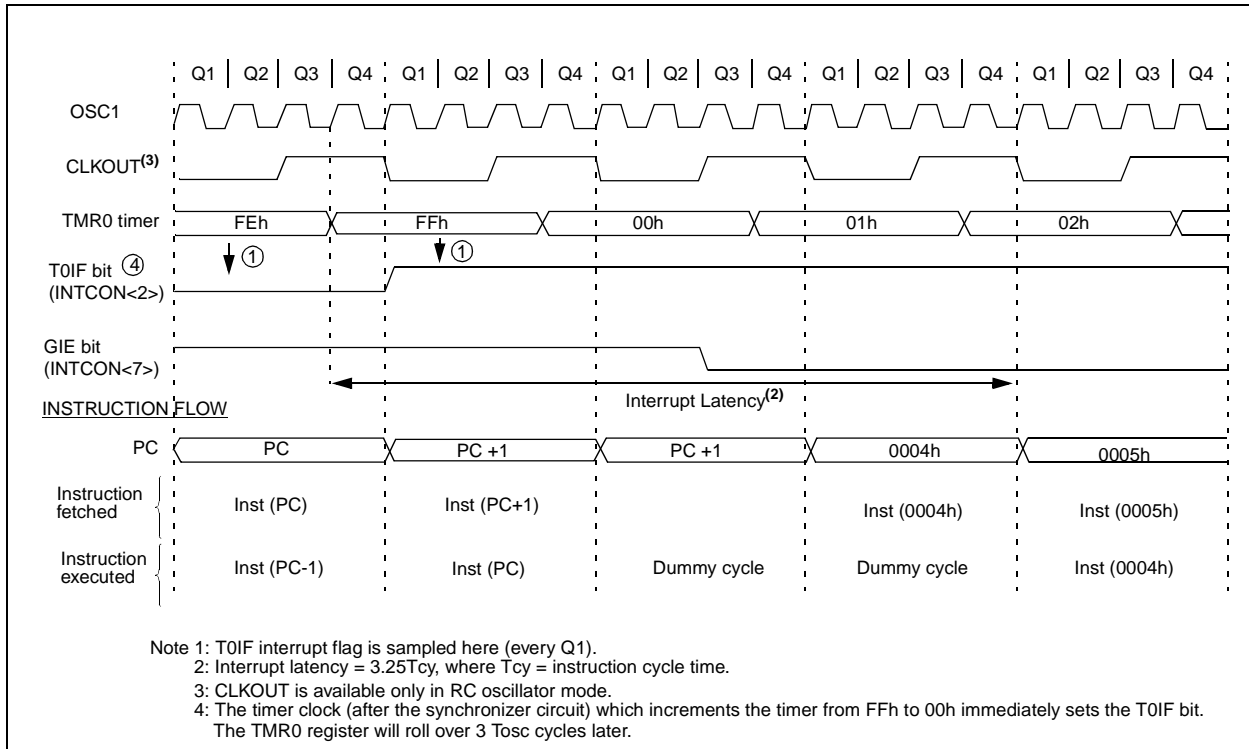 Q1 Q2 Q3 Q4 Q1 Q2 Q3 Q4 Q1 Q2 Q3 Q4 Q1 Q2 Q3 Q4 Q1 Q2 Q3 Q4
OSC1
CLKOUT(3)
TMR0 timer FEh FFh 00h 01h 02h
1 1
T0IF bit 4
(INTCON<2>)
GIE bit
(INTCON<7>)
Interrupt Latency(2)
INSTRUCTION FLOW
PC PC PC +1 PC +1 0004h 0005h
Instruction
fetched
Inst (PC) Inst (PC+1) Inst (0004h) Inst (0005h)
Instruction
executed
Inst (PC-1) Inst (PC) Dummy cycle Dummy cycle Inst (0004h)
Note 1: T0IF interrupt flag is sampled here (every Q1).
2: Interrupt latency = 3.25Tcy, where Tcy = instruction cycle time.
3: CLKOUT is available only in RC oscillator mode.
4: The timer clock (after the synchronizer circuit) which increments the timer from FFh to 00h immediately sets the T0IF bit.
The TMR0 register will roll over 3 Tosc cycles later.